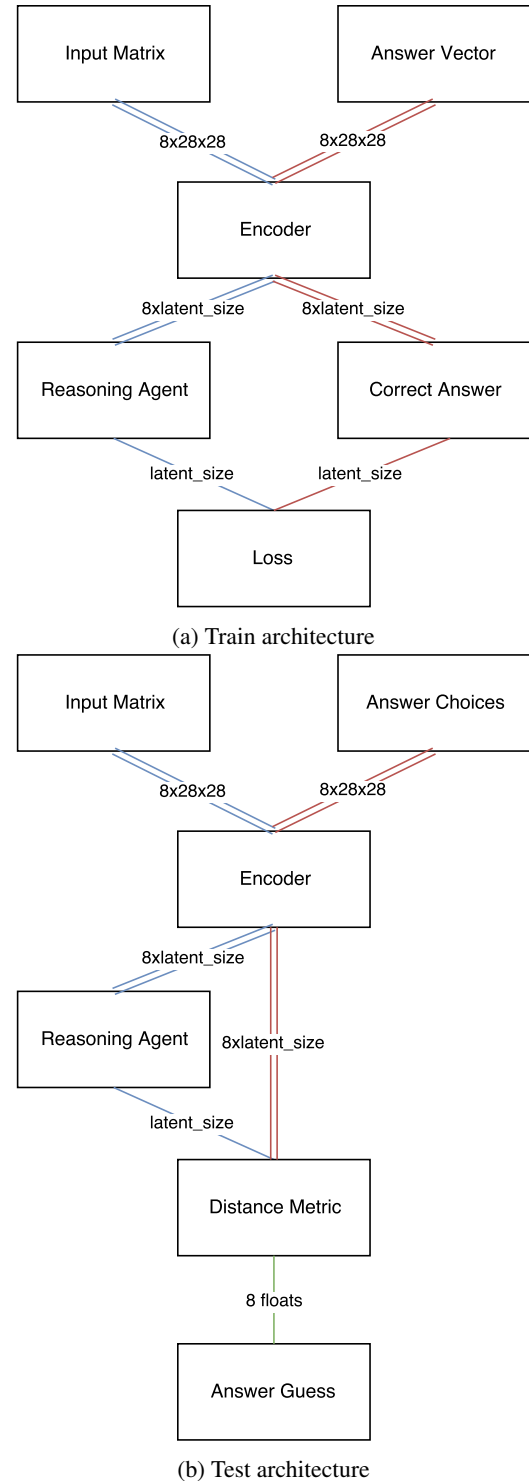 Input Matrix
Answer Vector
8x28x28
8x28x28
Encoder
8xlatent_size
8xlatent_size
Reasoning Agent
Correct Answer
latent_size
latent_size
Loss
(a) Train architecture
Input Matrix
Answer Choices
8x28x28
8x28x28
Encoder
8xlatent_size
Reasoning Agent
8xlatent_size
latent_size
Distance Metric
8 floats
Answer Guess
(b) Test architecture